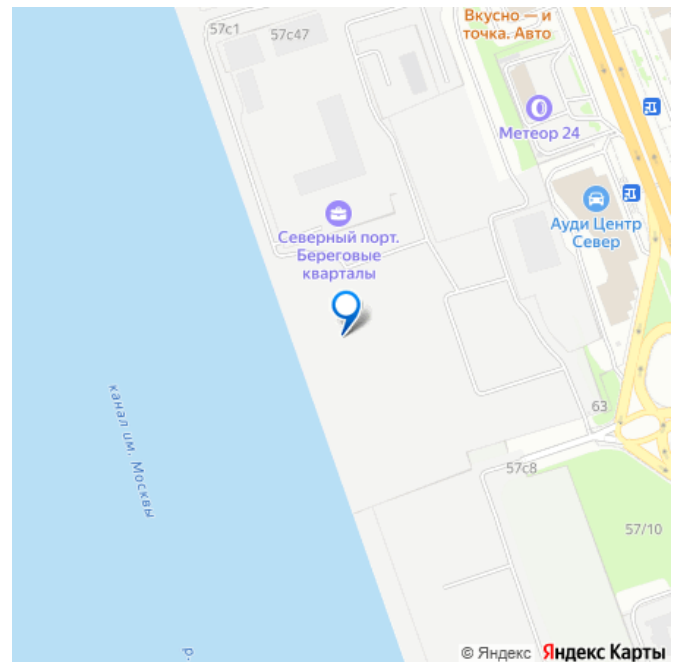 Вкусно — и
точка. Авто
57с1
57с47
Метеор 24
Ауди Центр
Север
Северный порт.
Береговые
кварталы
канал им. Москвы
63
57с8
57/10
р.
© Яндекс Яндекс Карты